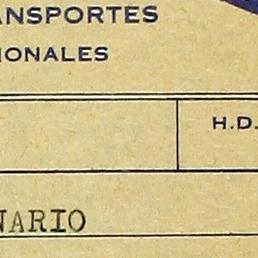 ANSPORTES
IONALES
H.D.
NARIO